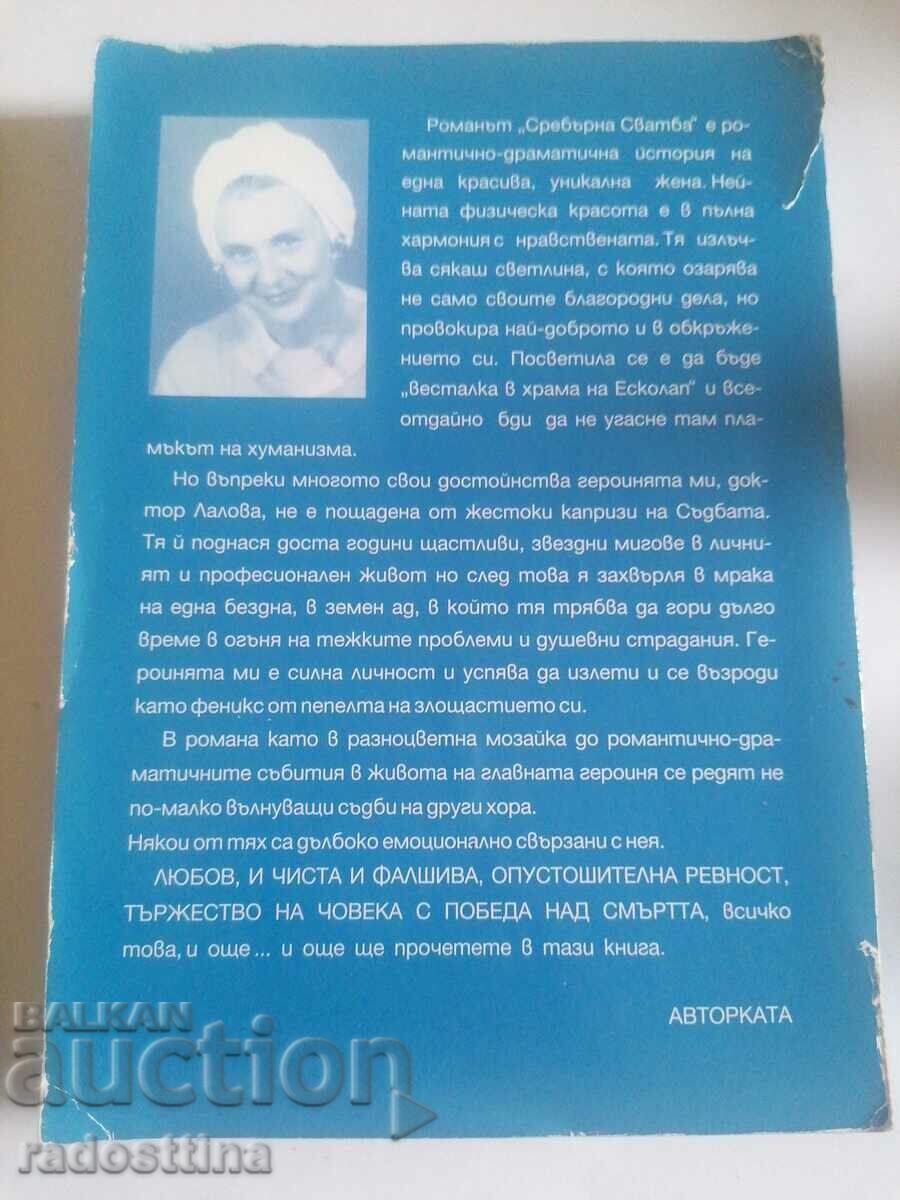 Романът „Сребърна Сватба" е ро-
мантично-драматична история на
една красива, уникална жена. Ней-
ната физическа красота е в пълна
хармония с нравствената. Тя излъч-
ва сякаш светлина, с която озарява
не само своите благородни дела, но
провокира най-доброто и в обкръже-
нието си. Посветила се е да бъде
„весталка в храма на Есколап" и все-
отдайно бди да не угасне там пла-
мъкът на хуманизма.
Но въпреки многото свои достойнства героинята ми, док-
тор Лалова, не е пощадена от жестоки капризи на Съдбата.
Тя й поднася доста години щастливи, звездни мигове в лични-
ят и професионален живот но след това я захвърля в мрака
на една бездна, в земен ад, в който тя трябва да гори дълго
време в огъня на тежките проблеми и душевни страдания. Ге-
роинята ми е силна личност и успява да излети и се възроди
като феникс от пепелта на злощастието си.
В романа като в разноцветна мозайка до романтично-дра-
матичните събития в живота на главната героиня се редят не
по-малко вълнуващи съдби на други хора.
Някои от тях са дълбоко емоционално свързани с нея.
ЛЮБОВ, И ЧИСТА И ФАЛШИВА, ОПУСТОШИТЕЛНА РЕВНОСТ,
ТЪРЖЕСТВО НА ЧОВЕКА С ПОБЕДА НАД СМЪРТТА, всичко
това, и още ... и още ще прочетете в тази книга.
АВТОРКАТА
BALKAN
auction
radosttina